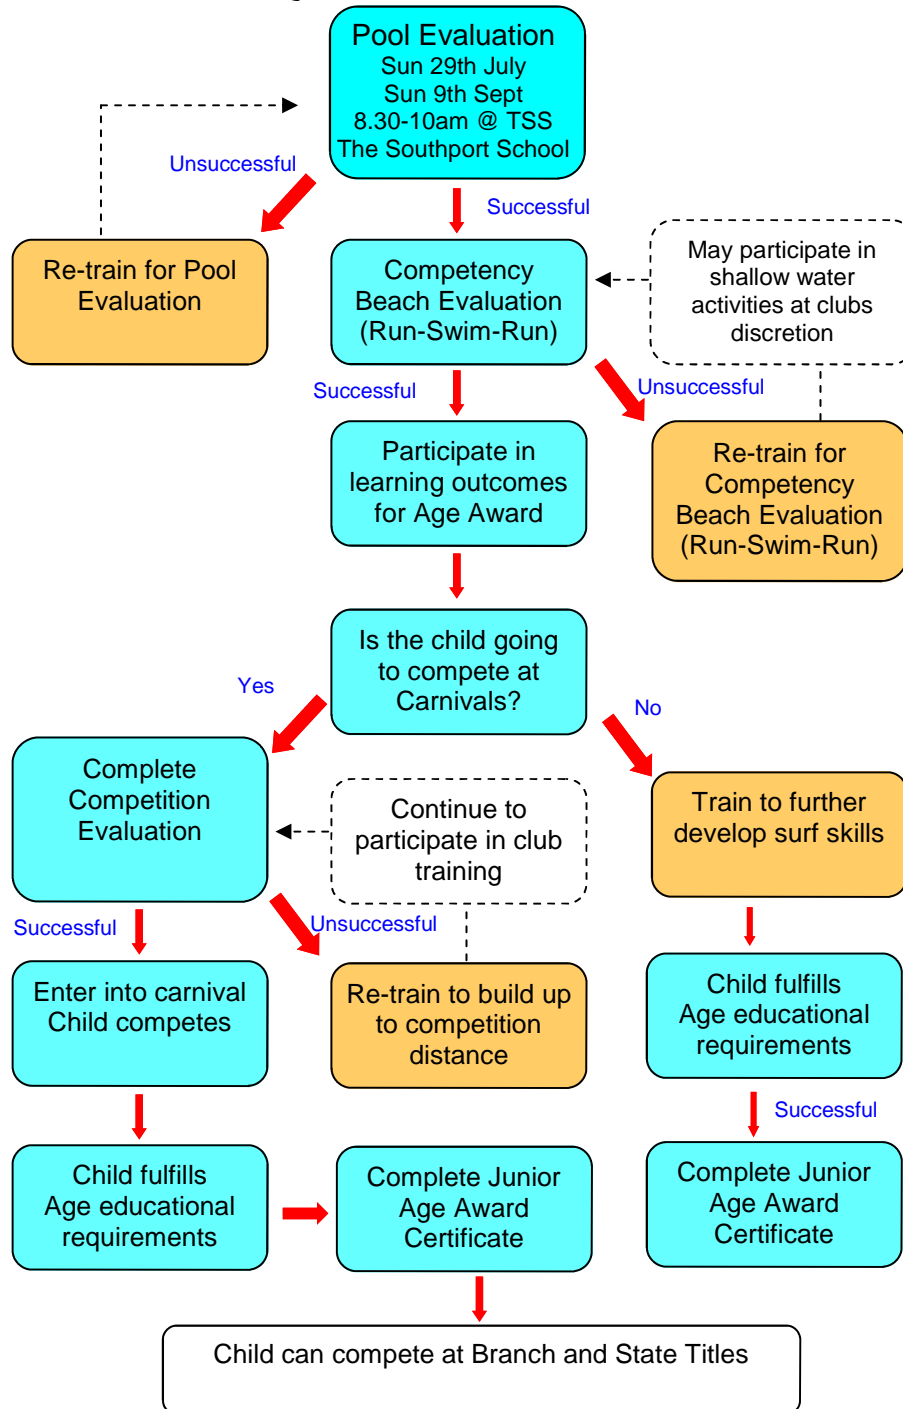 Pool Evaluation
Sun 29th July
Sun 9th Sept
8.30-10am @ TSS
The Southport School
Unsuccessful
Successful
Re-train for Pool
Evaluation
Competency
Beach Evaluation
(Run-Swim-Run)
May participate in
shallow water
activities at clubs
discretion
Successful
Unsuccessful
Participate in
learning outcomes
for Age Award
Re-train for
Competency
Beach Evaluation
(Run-Swim-Run)
Is the child going
to compete at
Carnivals?
Yes
No
Complete
Competition
Evaluation
Continue to
participate in club
training
Train to further
develop surf skills
Successful
Unsuccessful
Enter into carnival
Child competes
Re-train to build up
to competition
distance
Child fulfills
Age educational
requirements
Successful
Child fulfills
Age educational
requirements
Complete Junior
Age Award
Certificate
Complete Junior
Age Award
Certificate
Child can compete at Branch and State Titles